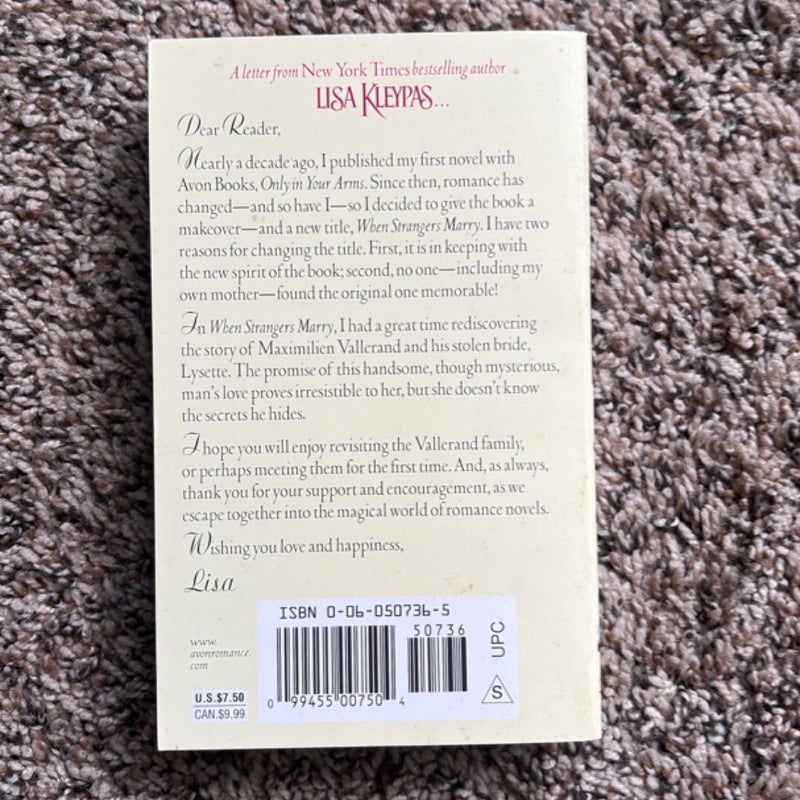 A letter from New York Times bestselling author
LISA KLEYPAS...
Dear Reader,
Nearly a decade ago, I published my first novel with
Avon Books, Only in Your Arms. Since then, romance has
changed—and so have I—so I decided to give the book a
makeover—and a new title, When Strangers Marry. I have two
reasons for changing the title. First, it is in keeping with
the new spirit of the book; second, no one—including my
own mother—found the original one memorable!
In When Strangers Marry, I had a great time rediscovering
the story of Maximilien Vallerand and his stolen bride,
Lysette. The promise of this handsome, though mysterious,
man's love proves irresistible to her, but she doesn't know
the secrets he hides.
I hope you will enjoy revisiting the Vallerand family,
or perhaps meeting them for the first time. And, as always,
thank you for your support and encouragement, as we
escape together into the magical world of romance novels.
Wishing you love and happiness,
Lisa
ISBN 0-06-050736-5
50736
UPC
S
0 99455 00750 4
www.
avonromance.
com
U.S.$7.50
CAN.$9.99